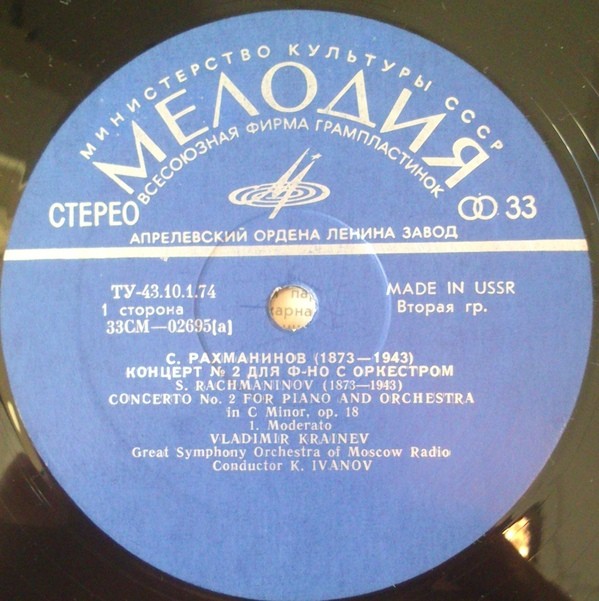 МИНИСТЕРСТВО КУЛЬТУРЫ СССР
МЕЛОДИЯ
ВСЕСОЮЗНАЯ ФИРМА ГРАМПЛАСТИНОК
СТЕРЕО
33
АПРЕЛЕВСКИЙ ОРДЕНА ЛЕНИНА ЗАВОД
ТУ-43.10.1.74
MADE IN USSR
1 сторона
Вторая гр.
33СМ—02695(а)
С. РАХМАНИНОВ (1873—1943)
КОНЦЕРТ № 2 ДЛЯ Ф-НО С ОРКЕСТРОМ
S. RACHMANINOV (1873—1943)
CONCERTO No. 2 FOR PIANO AND ORCHESTRA
in C Minor, op. 18
1. Moderato
VLADIMIR KRAINEV
Great Symphony Orchestra of Moscow Radio
Conductor K. IVANOV